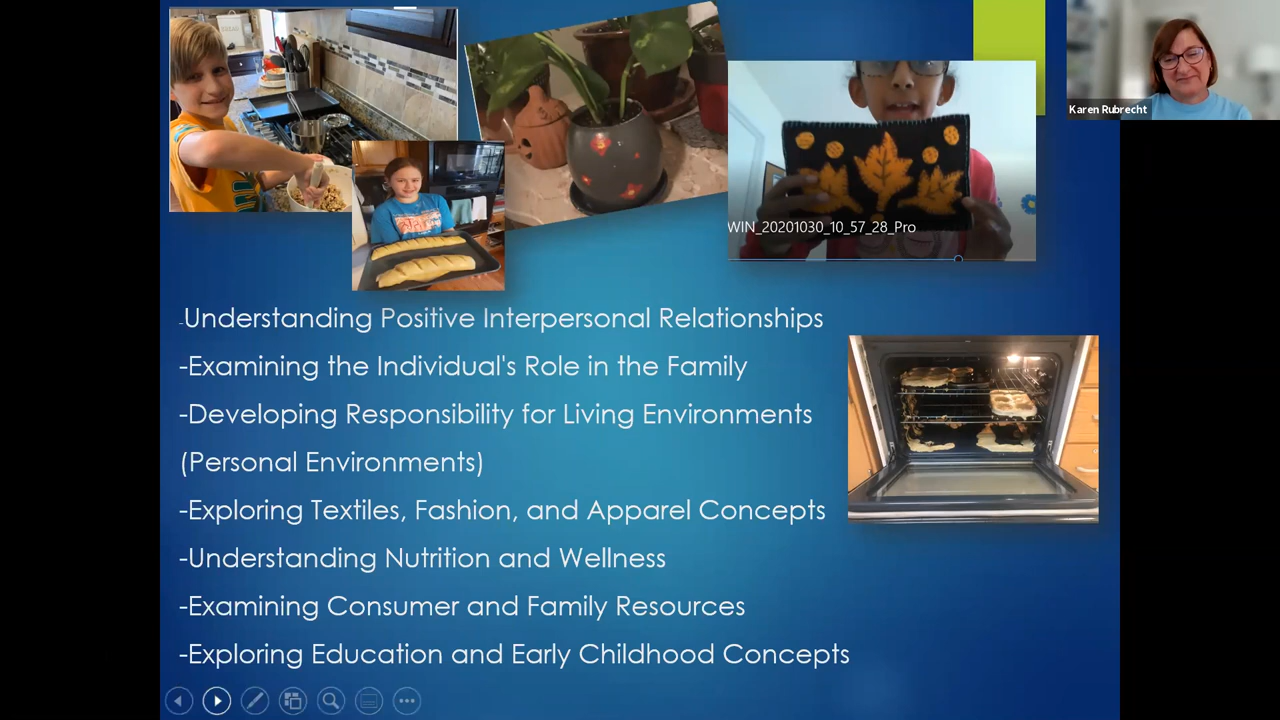 Karen Rubrecht
WIN_20201030_10_57_28_Pro
-Understanding Positive Interpersonal Relationships
-Examining the Individual's Role in the Family
-Developing Responsibility for Living Environments
(Personal Environments)
-Exploring Textiles, Fashion, and Apparel Concepts
-Understanding Nutrition and Wellness
-Examining Consumer and Family Resources
-Exploring Education and Early Childhood Concepts